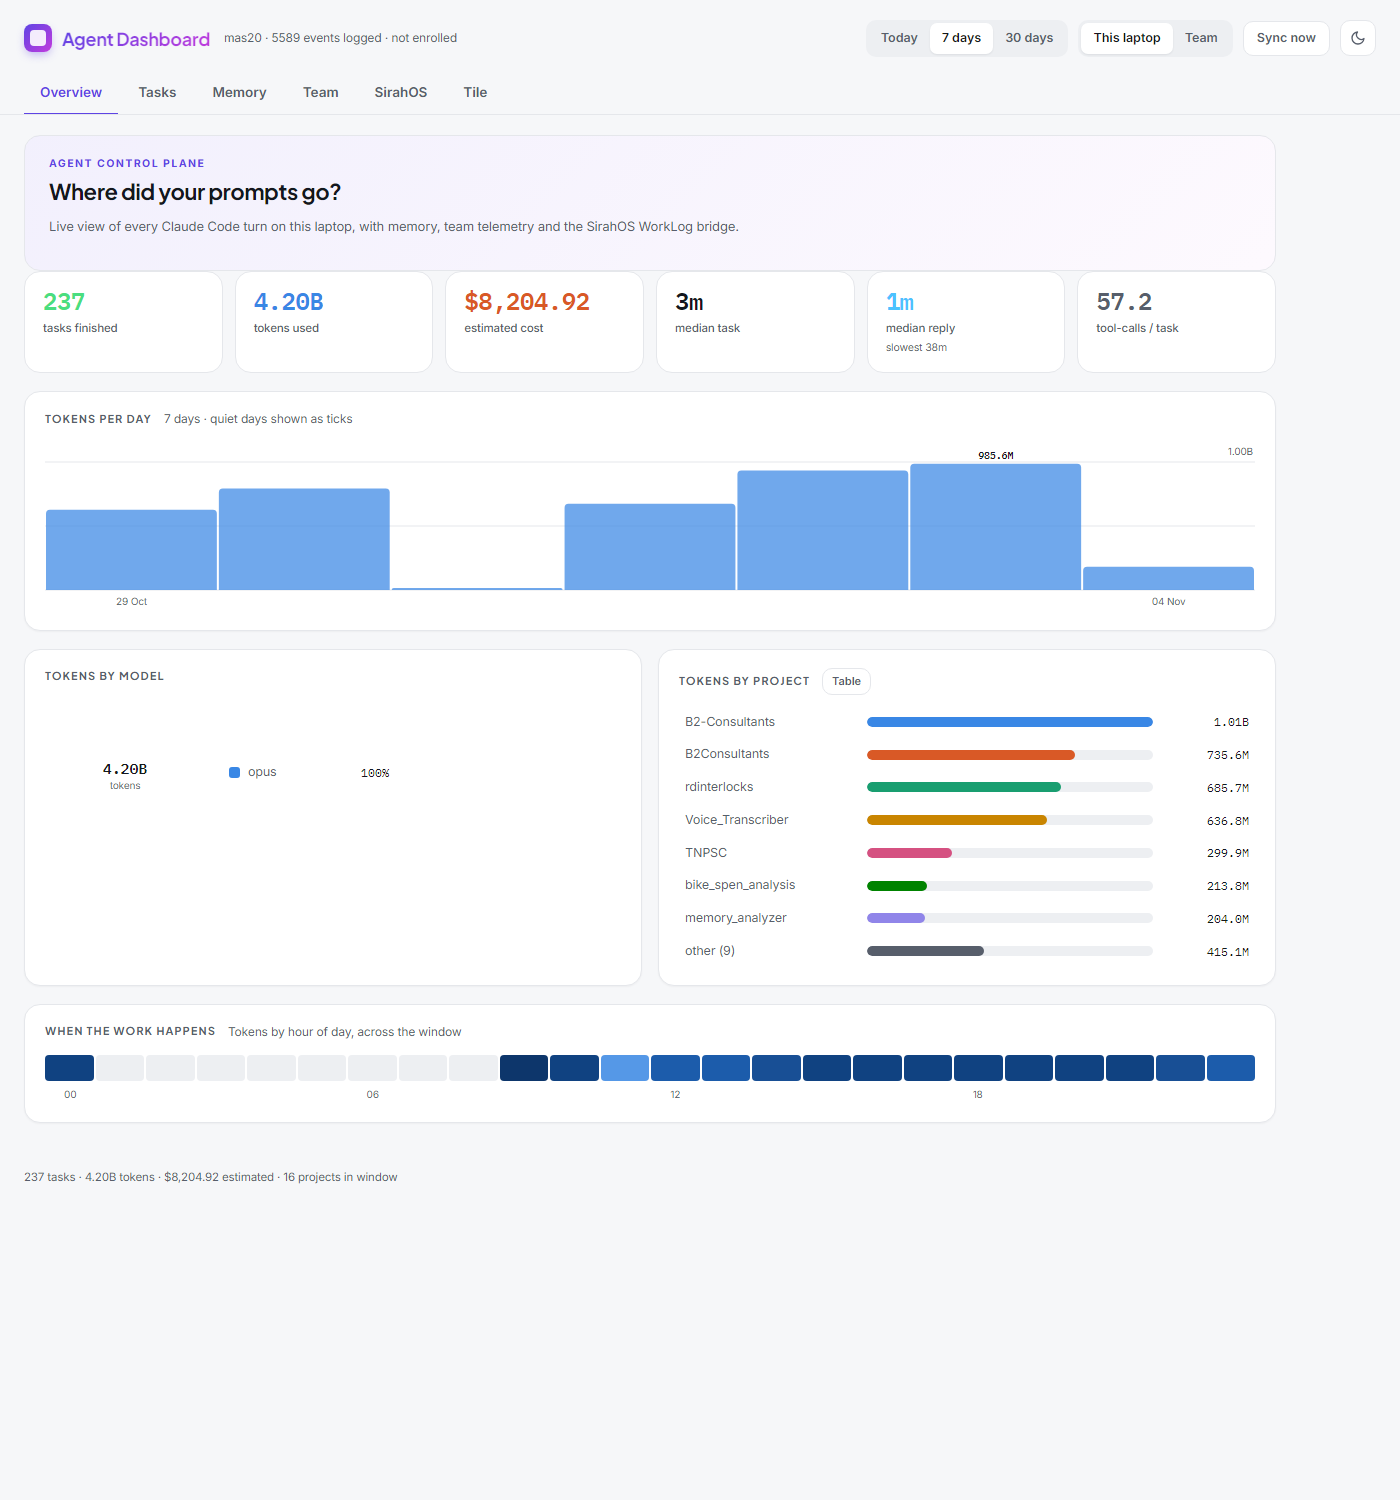 Agent Dashboard mas20 · 5589 events logged · not enrolled Today 7 days 30 days This laptop Team Sync now
Overview Tasks Memory Team SirahOS Tile
AGENT CONTROL PLANE
Where did your prompts go?
Live view of every Claude Code turn on this laptop, with memory, team telemetry and the SirahOS WorkLog bridge.
237 4.20B $8,204.92 3m 1m 57.2
tasks finished tokens used estimated cost median task median reply tool-calls / task
slowest 38m
TOKENS PER DAY 7 days · quiet days shown as ticks
985.6M 1.00B
29 Oct 04 Nov
TOKENS BY MODEL
4.20B
tokens
opus 100%
TOKENS BY PROJECT Table
B2-Consultants 1.01B
B2Consultants 735.6M
rdinterlocks 685.7M
Voice_Transcriber 636.8M
TNPSC 299.9M
bike_spen_analysis 213.8M
memory_analyzer 204.0M
other (9) 415.1M
WHEN THE WORK HAPPENS Tokens by hour of day, across the window
00 06 12 18
237 tasks · 4.20B tokens · $8,204.92 estimated · 16 projects in window